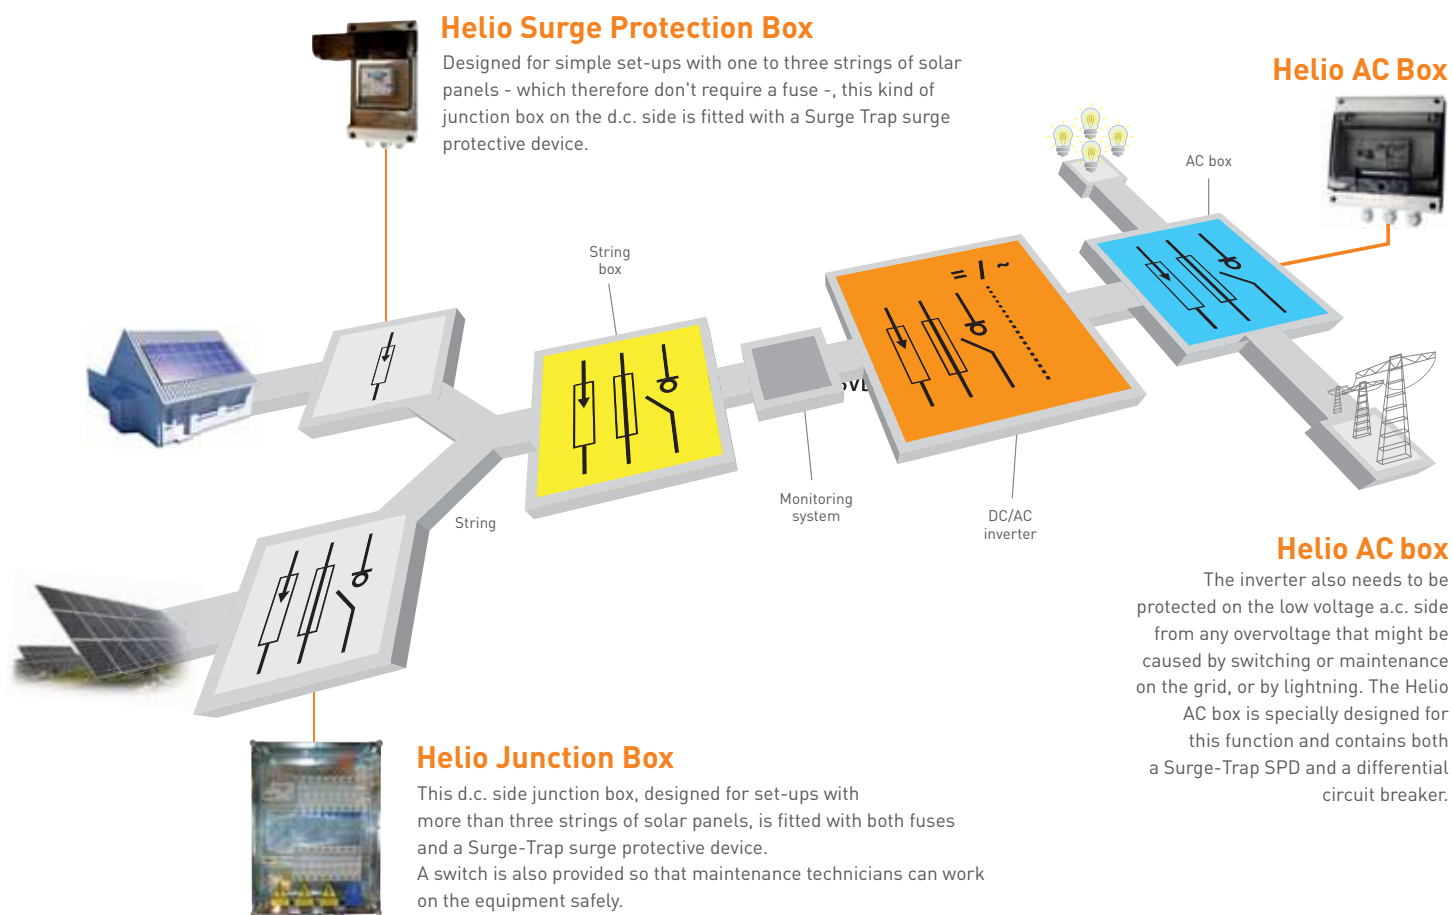 Helio Surge Protection Box
Designed for simple set-ups with one to three strings of solar
panels - which therefore don't require a fuse -, this kind of
junction box on the d.c. side is fitted with a Surge Trap surge
protective device.
Helio AC Box
AC box
String
box
= / ~
Monitoring
system
DC/AC
inverter
String
Helio AC box
The inverter also needs to be
protected on the low voltage a.c. side
from any overvoltage that might be
caused by switching or maintenance
on the grid, or by lightning. The Helio
AC box is specially designed for
this function and contains both
a Surge-Trap SPD and a differential
circuit breaker.
Helio Junction Box
This d.c. side junction box, designed for set-ups with
more than three strings of solar panels, is fitted with both fuses
and a Surge-Trap surge protective device.
A switch is also provided so that maintenance technicians can work
on the equipment safely.